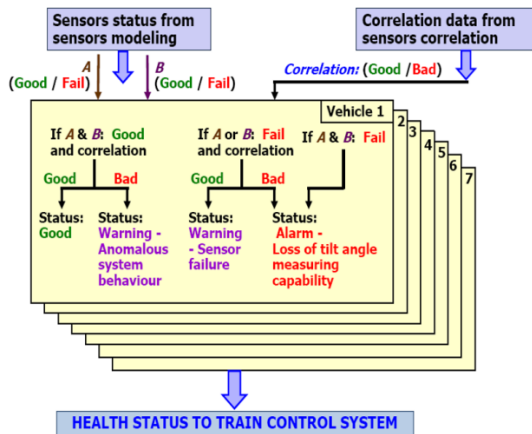 Sensors status from
sensors modeling
Correlation data from
sensors correlation
A
(Good / Fail)
B
(Good / Fail)
Correlation: (Good /Bad)
Vehicle 1
2
3
4
5
6
7
If A & B: Good
and correlation
If A or B: Fail
and correlation
If A & B: Fail
Good
Bad
Good
Bad
Status:
Good
Status:
Warning -
Anomalous
system
behaviour
Status:
Warning
- Sensor
failure
Status:
Alarm -
Loss of tilt angle
measuring
capability
HEALTH STATUS TO TRAIN CONTROL SYSTEM